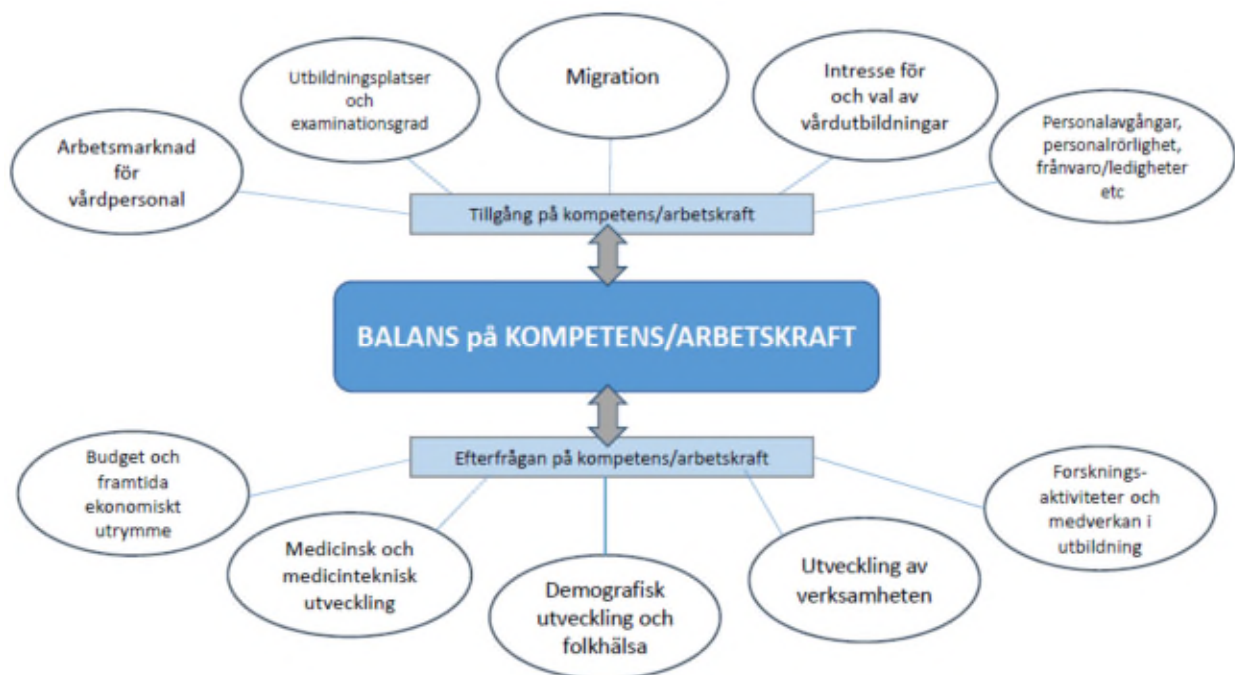 Arbetsmarknad
för
vårdpersonal
Utbildningsplatser
och
examinationsgrad
Migration
Intresse för
och val av
vårdutbildningar
Personalavgångar,
personalrörlighet,
frånvaro/ledigheter
etc
Tillgång på kompetens/arbetskraft
BALANS på KOMPETENS/ARBETSKRAFT
Efterfrågan på kompetens/arbetskraft
Budget och
framtida
ekonomiskt
utrymme
Medicinsk och
medicinteknisk
utveckling
Demografisk
utveckling och
folkhälsa
Utveckling av
verksamheten
Forsknings-
aktiviteter och
medverkan i
utbildning